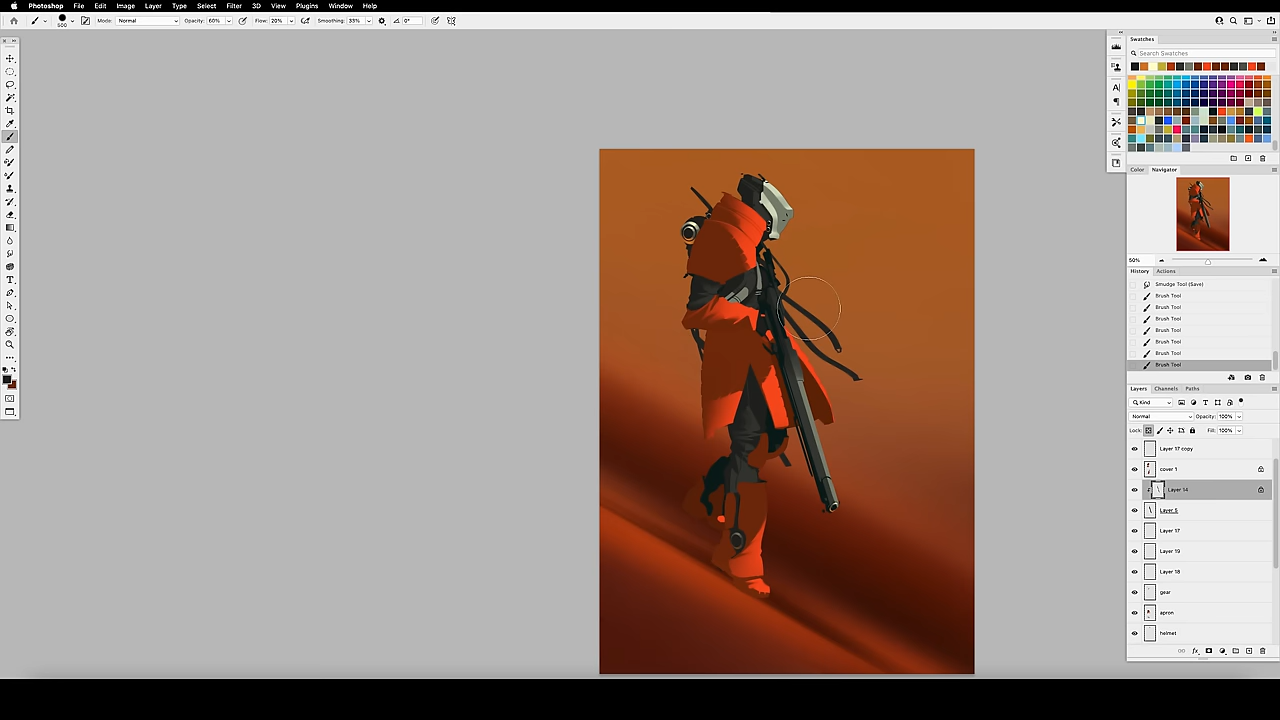 Photoshop File Edit Image Layer Type Select Filter 3D View Plugins Window Help
500 Mode: Normal Opacity: 60% Flow: 20% Smoothing: 33% 0°
Swatches
Search Swatches
Color Navigator
50%
History Actions
Smudge Tool (Save)
Brush Tool
Brush Tool
Brush Tool
Brush Tool
Brush Tool
Brush Tool
Brush Tool
Layers Channels Paths
Kind
Normal Opacity: 100%
Lock: Fill: 100%
Layer 17 copy
cover 1
Layer 14
Layer 5
Layer 17
Layer 19
Layer 18
gear
apron
helmet